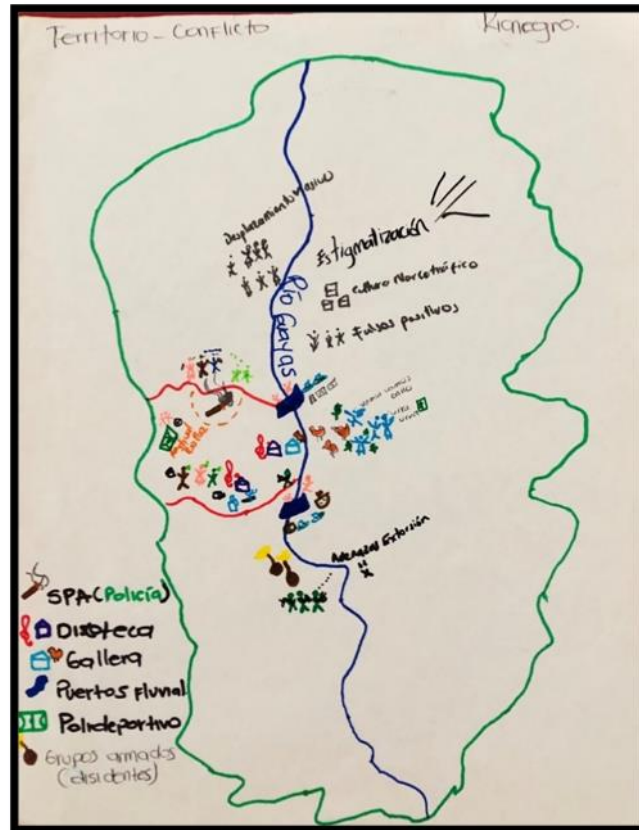 Territorio - Conflicto
Rionegro.
Desplazamiento masivo
Estigmatización
Río Guayas
cultivo Narcotráfico
Falsos positivos
Amenazas Extorsión
SPA (Policía)
Discoteca
Gallera
Puertos fluvial
Polideportivo
Grupos armados
(disidentes)